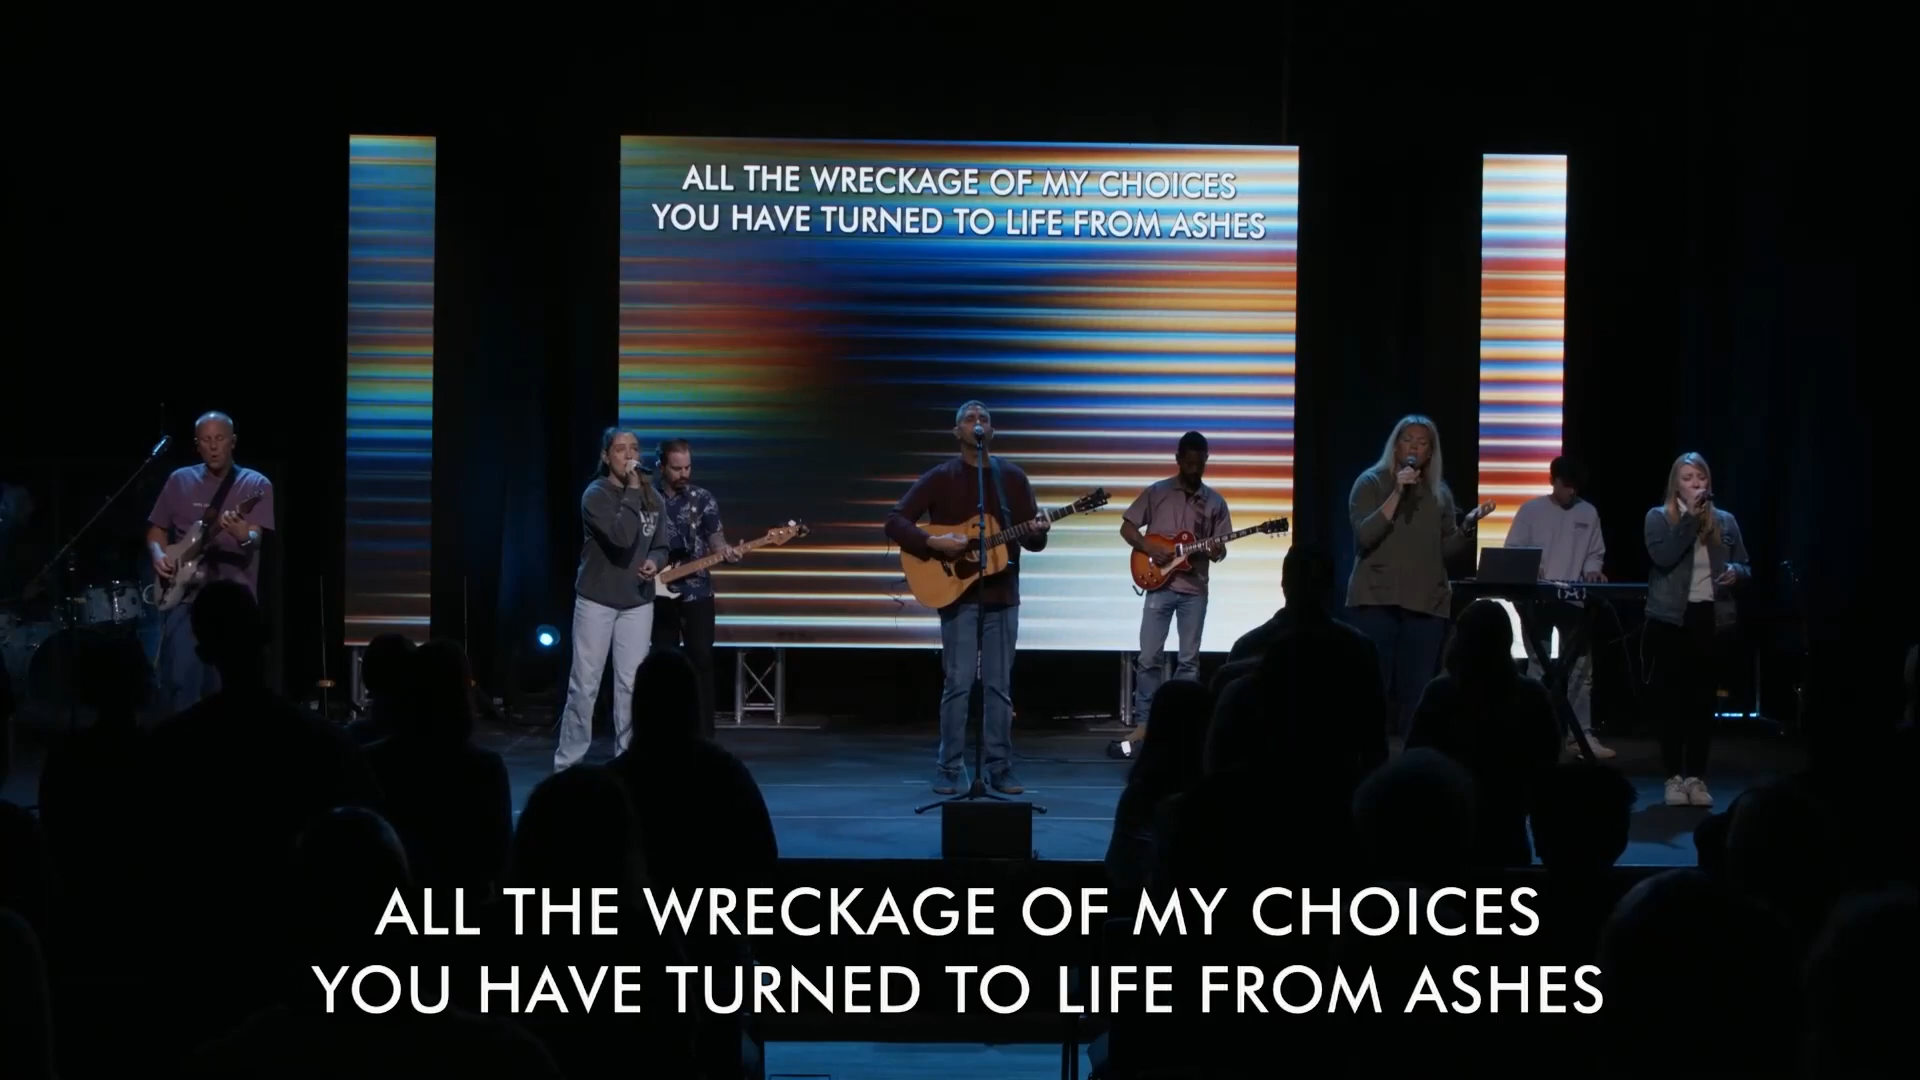 ALL THE WRECKAGE OF MY CHOICES
YOU HAVE TURNED TO LIFE FROM ASHES
ALL THE WRECKAGE OF MY CHOICES
YOU HAVE TURNED TO LIFE FROM ASHES